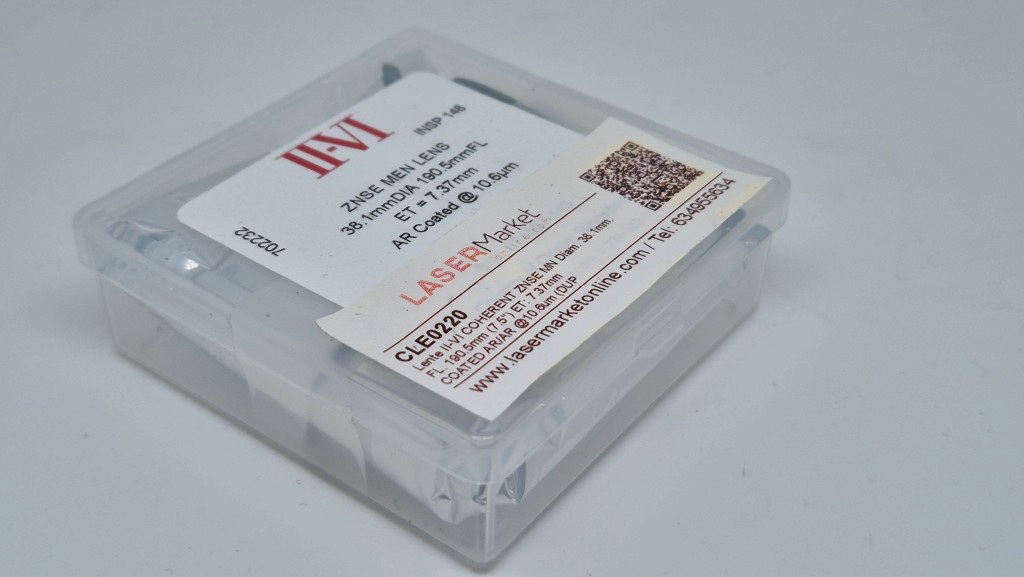 II-VI
INSP 148
ZNSE MEN LENS
38.1mmDIA 190.5mmFL
ET = 7.37mm
AR Coated @ 10.6μm
702232
LASERMarket
CLE0220
Lente II-VI COHERENT ZNSE MN Diam. 38.1mm.
FL. 190.5mm (7.5") ET: 7.37mm
COATED AR/AR @10.6um (DUP
www.lasermarketonline.com / Tel: 634955634